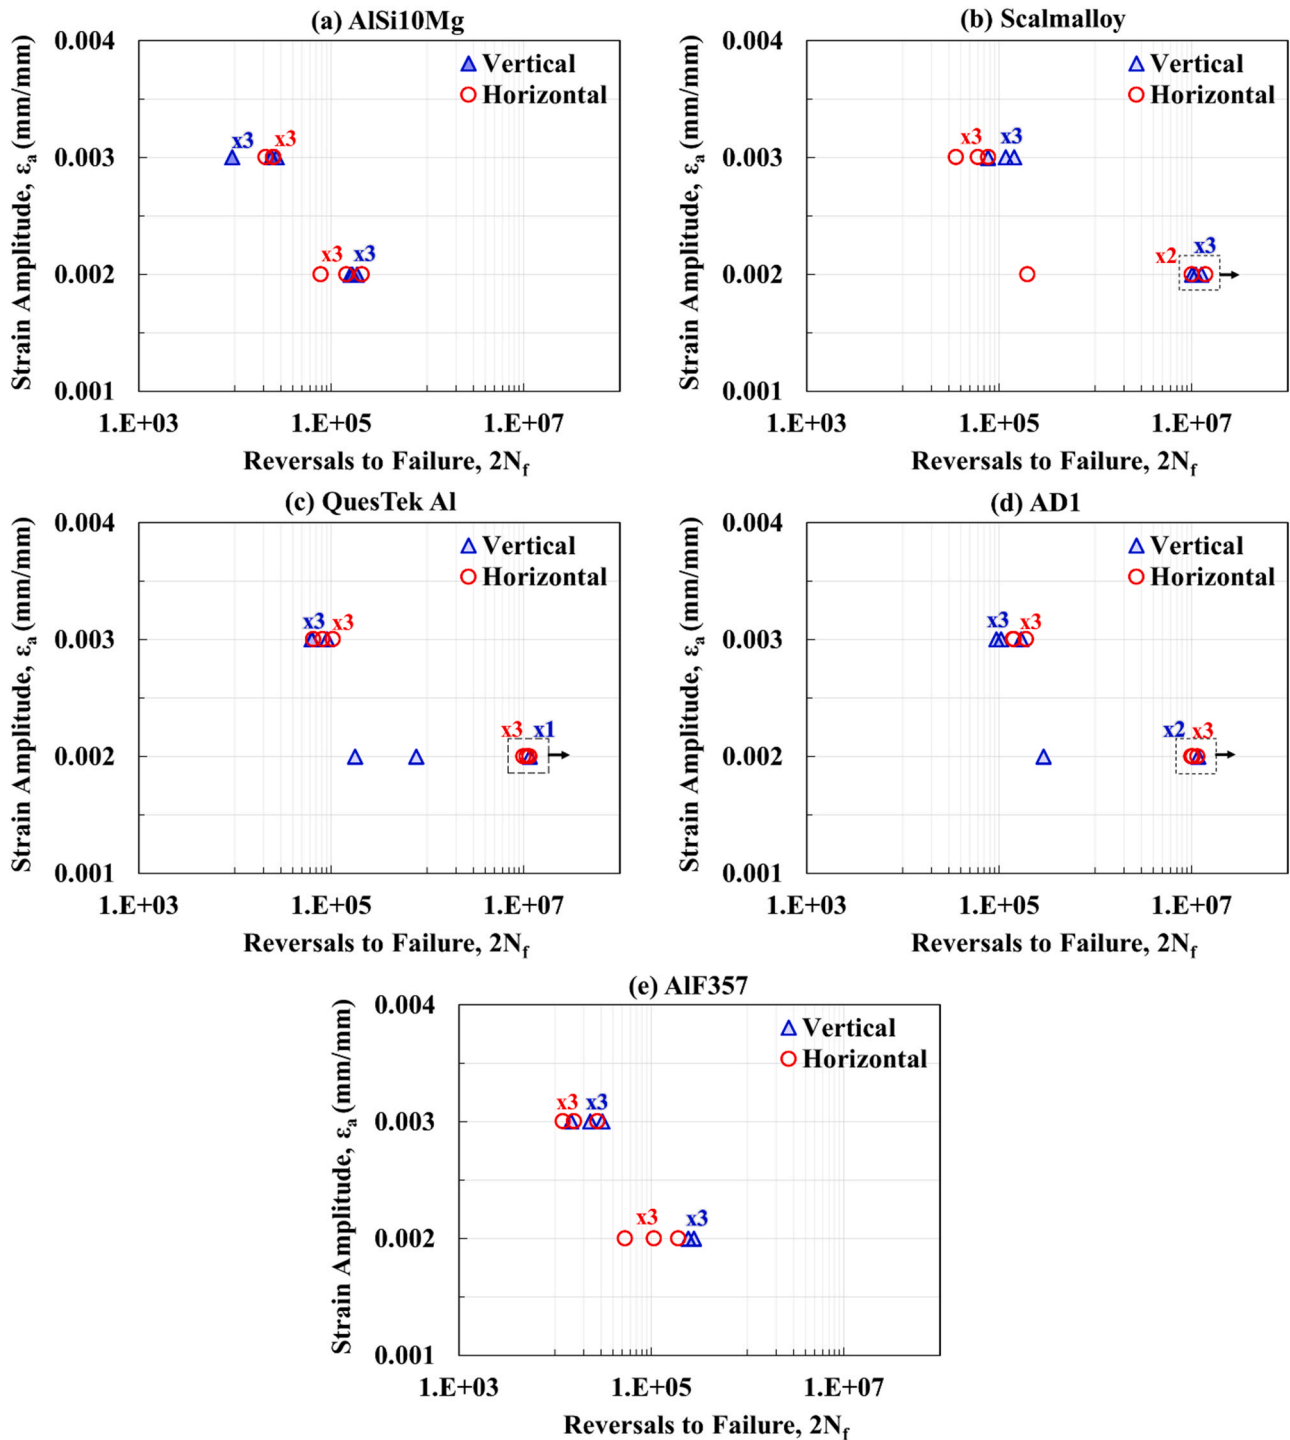 (a) AlSi10Mg
Strain Amplitude, εa (mm/mm)
0.004
0.003
0.002
0.001
Vertical
Horizontal
x3
x3
x3
x3
1.E+03
1.E+05
1.E+07
Reversals to Failure, 2Nf
(b) Scalmalloy
Strain Amplitude, εa (mm/mm)
0.004
0.003
0.002
0.001
Vertical
Horizontal
x3
x3
x2
x3
1.E+03
1.E+05
1.E+07
Reversals to Failure, 2Nf
(c) QuesTek Al
Strain Amplitude, εa (mm/mm)
0.004
0.003
0.002
0.001
Vertical
Horizontal
x3
x3
x3
x1
1.E+03
1.E+05
1.E+07
Reversals to Failure, 2Nf
(d) AD1
Strain Amplitude, εa (mm/mm)
0.004
0.003
0.002
0.001
Vertical
Horizontal
x3
x3
x2
x3
1.E+03
1.E+05
1.E+07
Reversals to Failure, 2Nf
(e) AlF357
Strain Amplitude, εa (mm/mm)
0.004
0.003
0.002
0.001
Vertical
Horizontal
x3
x3
x3
x3
1.E+03
1.E+05
1.E+07
Reversals to Failure, 2Nf